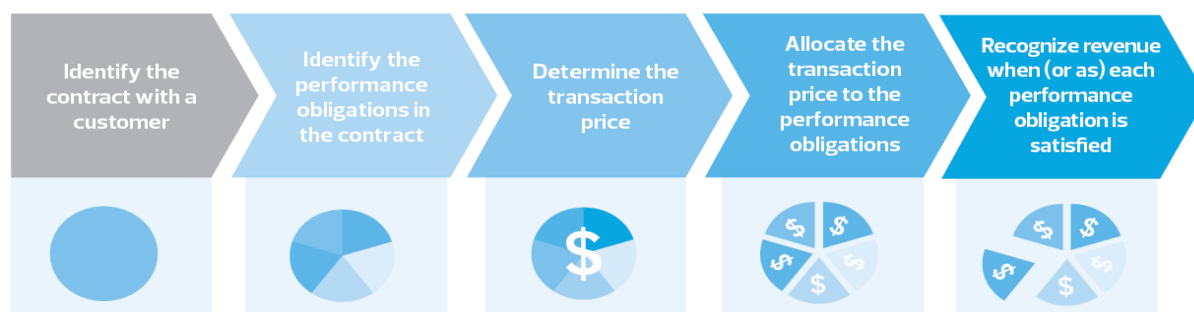 Identify the
contract with a
customer
Identify the
performance
obligations in
the contract
Determine the
transaction
price
Allocate the
transaction
price to the
performance
obligations
Recognize revenue
when (or as) each
performance
obligation is
satisfied
$
$
$
$
$
$
$
$
$
$
$